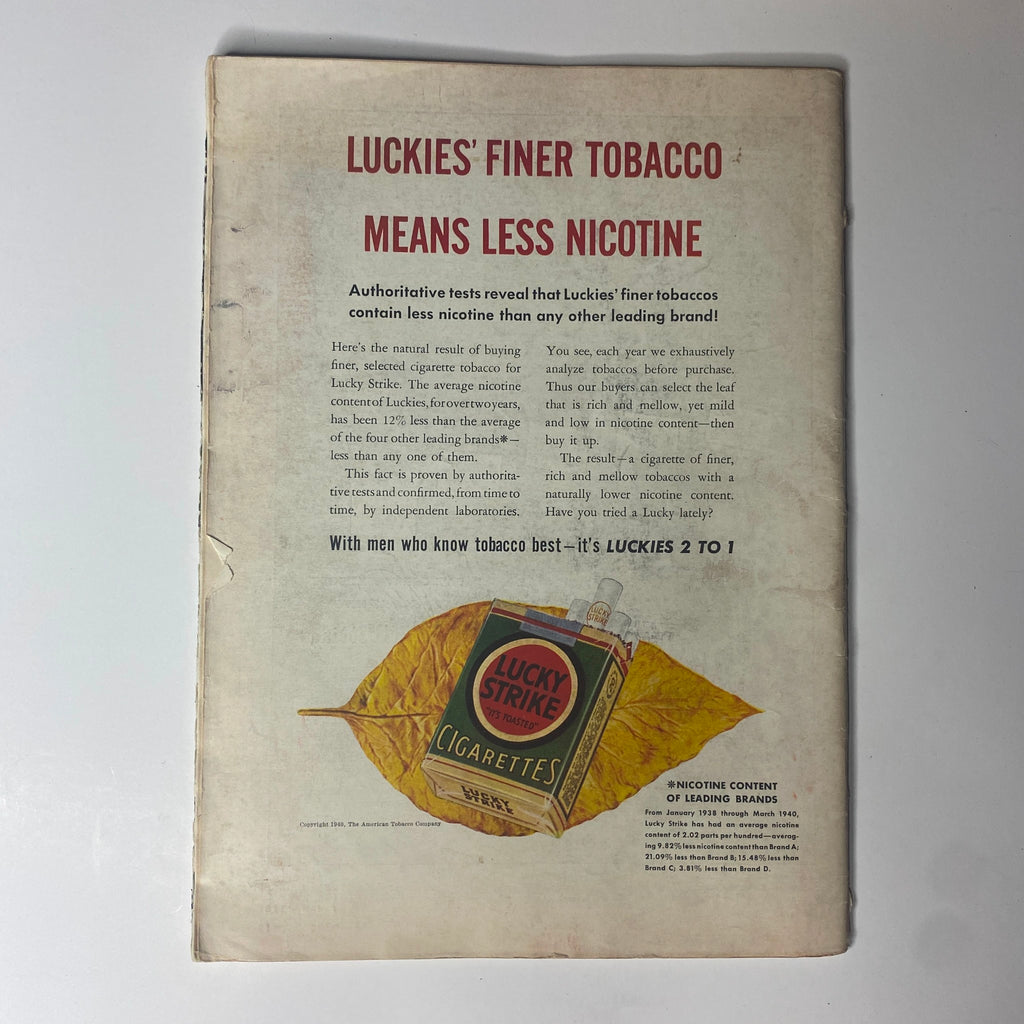 LUCKIES' FINER TOBACCO
MEANS LESS NICOTINE
Authoritative tests reveal that Luckies' finer tobaccos
contain less nicotine than any other leading brand!
Here's the natural result of buying
finer, selected cigarette tobacco for
Lucky Strike. The average nicotine
content of Luckies, for over two years,
has been 12% less than the average
of the four other leading brands*—
less than any one of them.
This fact is proven by authorita-
tive tests and confirmed, from time to
time, by independent laboratories.
You see, each year we exhaustively
analyze tobaccos before purchase.
Thus our buyers can select the leaf
that is rich and mellow, yet mild
and low in nicotine content—then
buy it up.
The result—a cigarette of finer,
rich and mellow tobaccos with a
naturally lower nicotine content.
Have you tried a Lucky lately?
With men who know tobacco best—it's LUCKIES 2 TO 1
LUCKY
STRIKE
LUCKY
STRIKE
"IT'S TOASTED"
CIGARETTES
LUCKY
STRIKE
Copyright 1940, The American Tobacco Company
*NICOTINE CONTENT
OF LEADING BRANDS
From January 1938 through March 1940,
Lucky Strike has had an average nicotine
content of 2.02 parts per hundred—averag-
ing 9.82% less nicotine content than Brand A;
21.09% less than Brand B; 15.48% less than
Brand C; 3.81% less than Brand D.